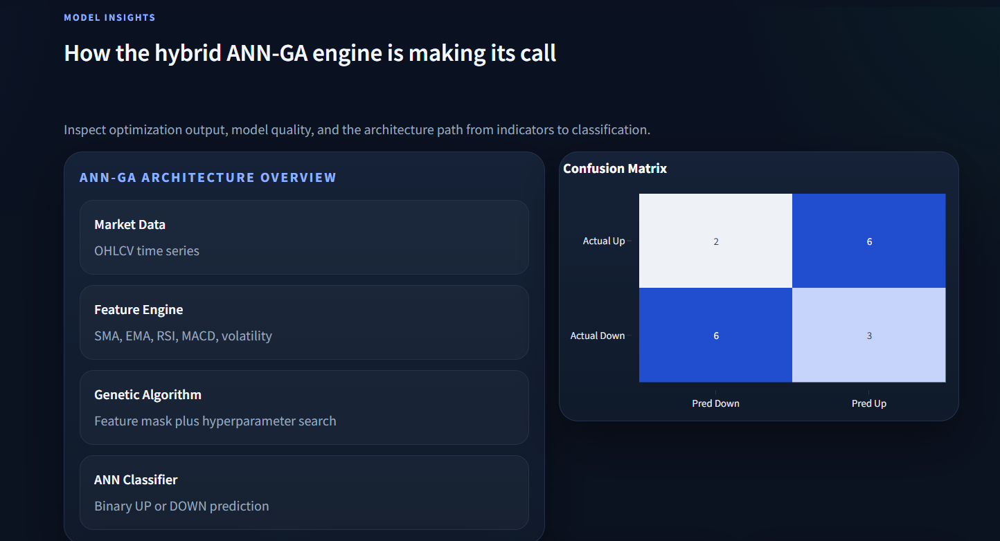 MODEL INSIGHTS
How the hybrid ANN-GA engine is making its call
Inspect optimization output, model quality, and the architecture path from indicators to classification.
ANN-GA ARCHITECTURE OVERVIEW
Market Data
OHLCV time series
Feature Engine
SMA, EMA, RSI, MACD, volatility
Genetic Algorithm
Feature mask plus hyperparameter search
ANN Classifier
Binary UP or DOWN prediction
Confusion Matrix
Actual Up
2
6
Actual Down
6
3
Pred Down
Pred Up